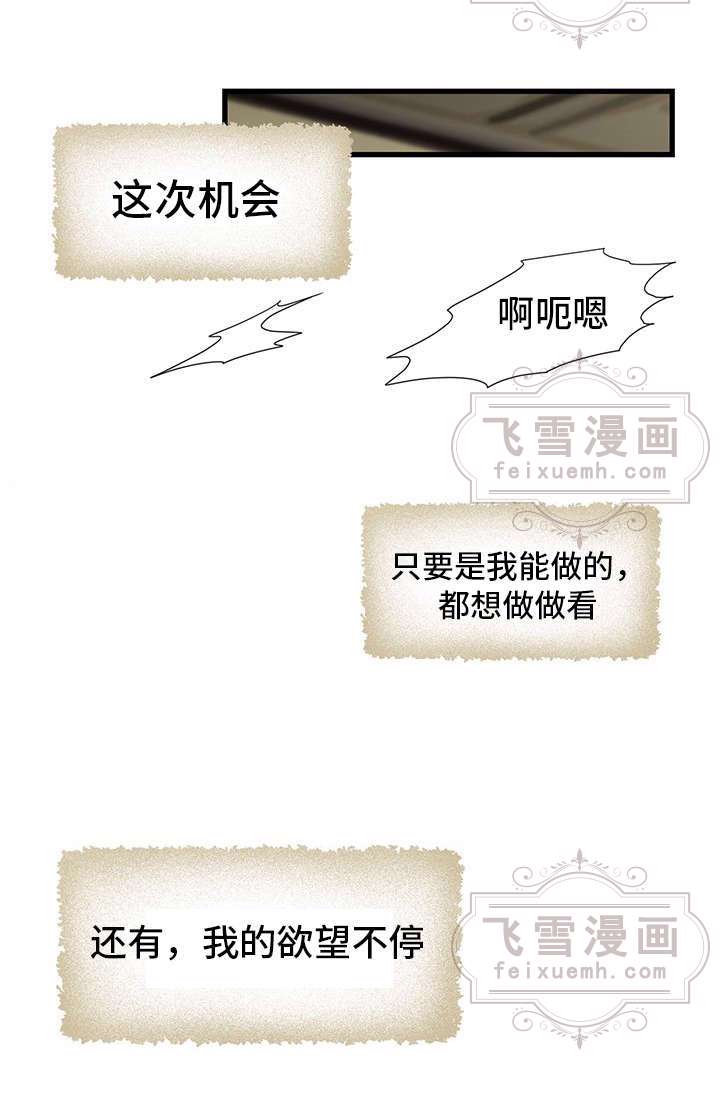 这次机会
啊呃嗯
飞雪漫画
feixuemh.com
只要是我能做的，
都想做做看
还有，我的欲望不停
飞雪漫画
feixuemh.com